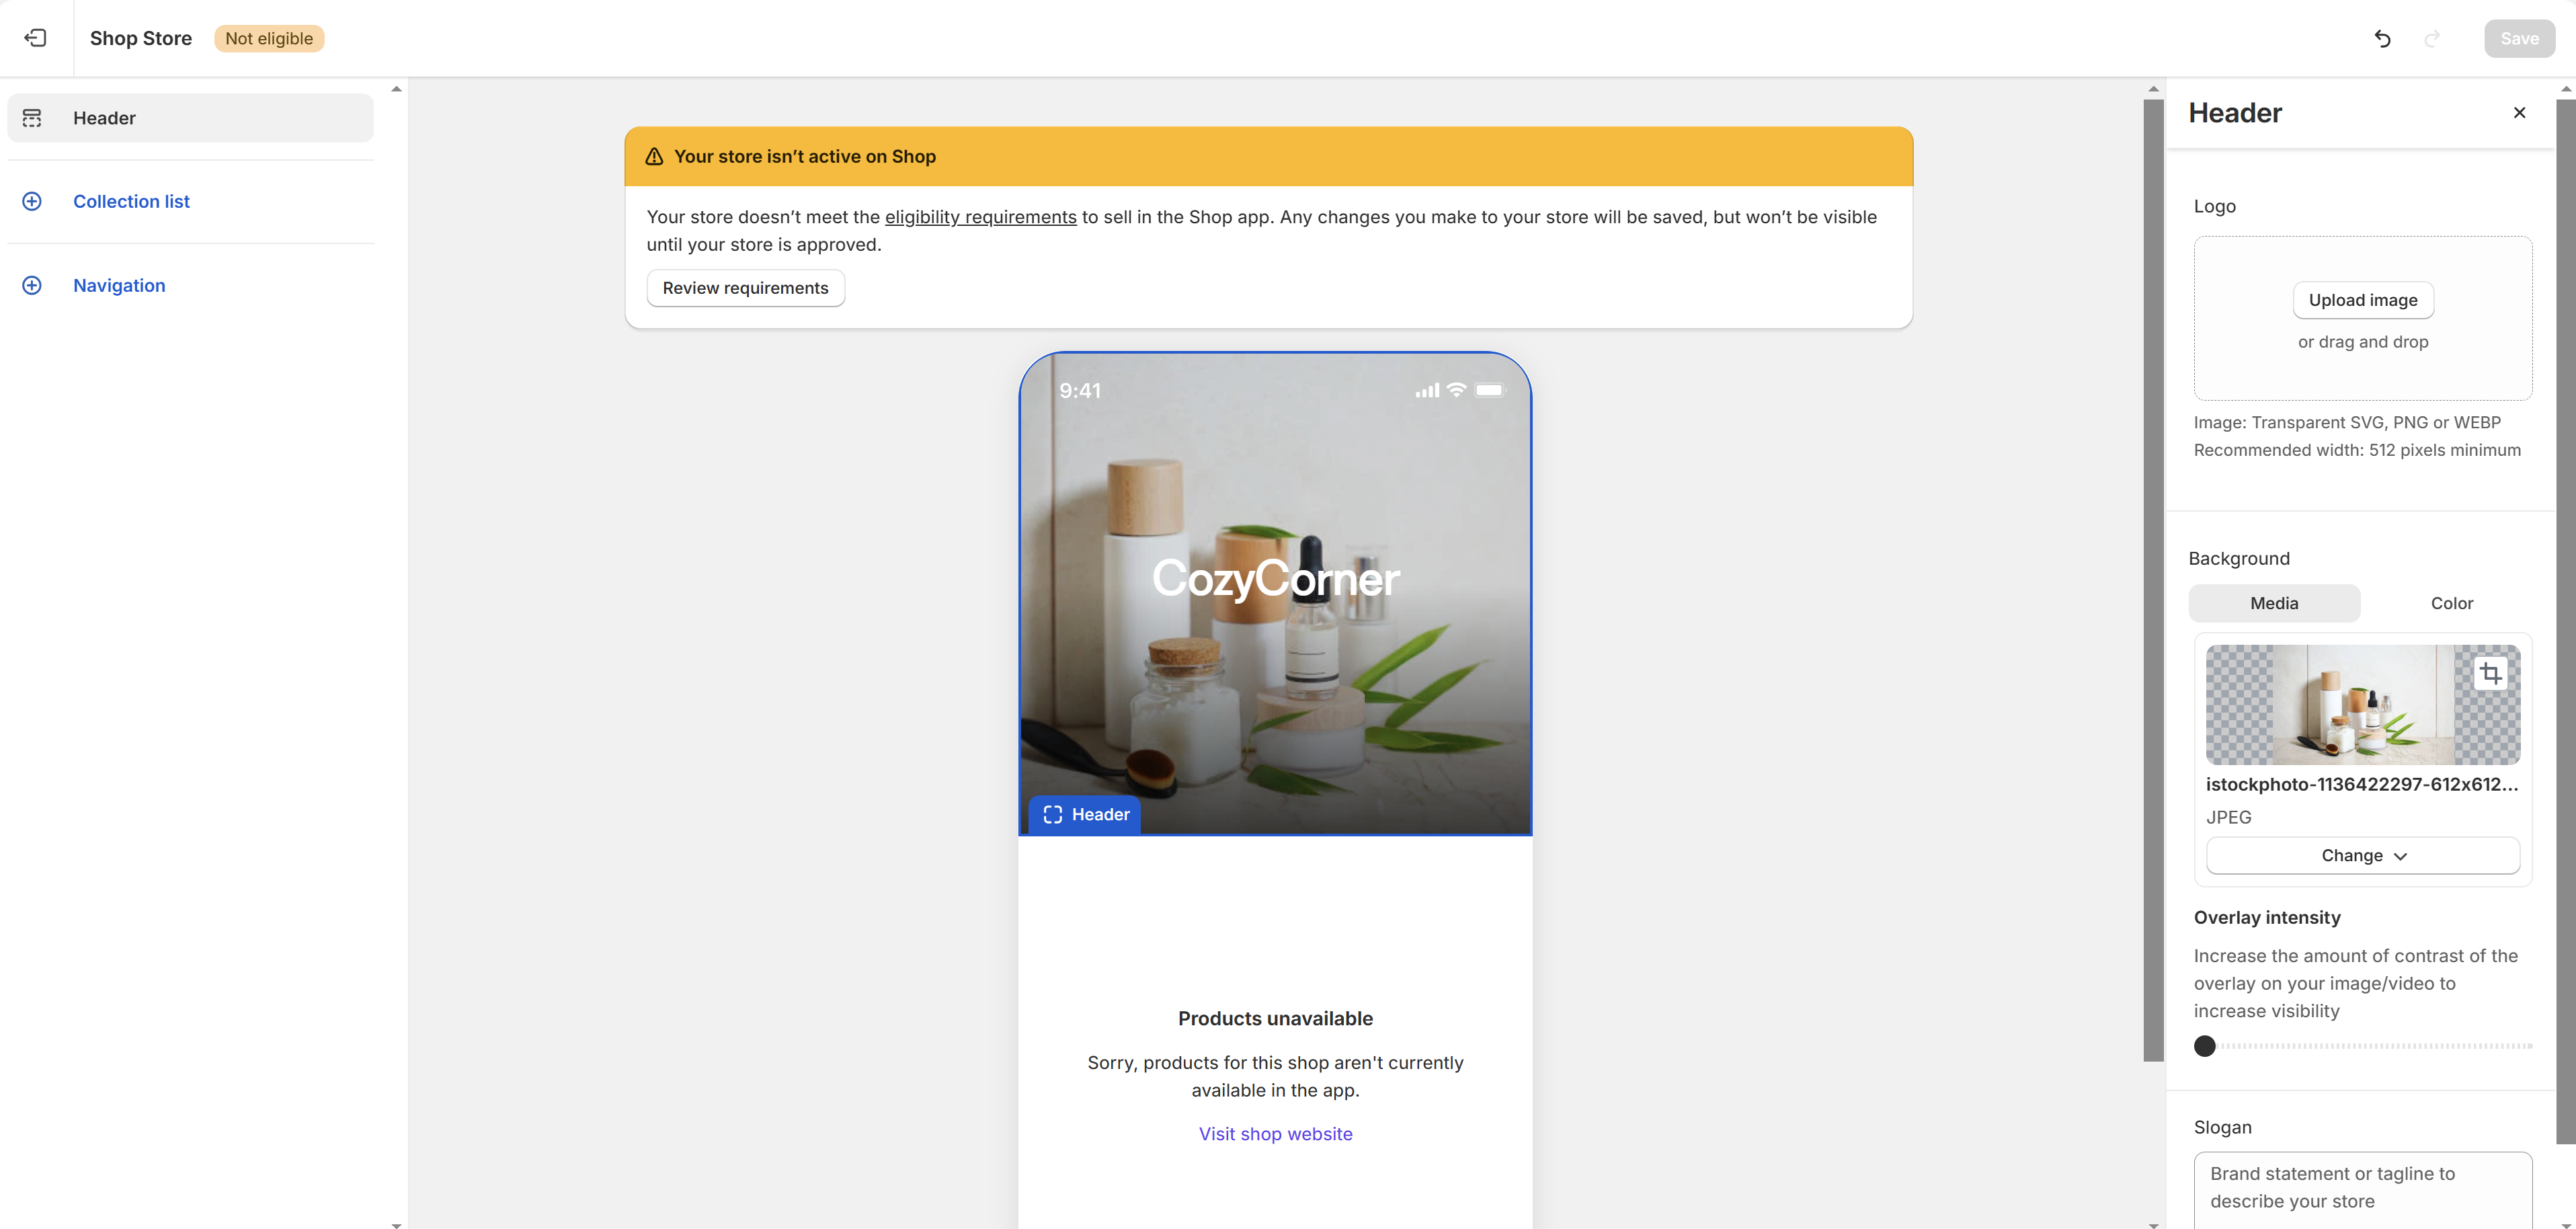 Shop Store
Not eligible
Save
Header
Collection list
Navigation
Your store isn’t active on Shop
Your store doesn’t meet the eligibility requirements to sell in the Shop app. Any changes you make to your store will be saved, but won’t be visible
until your store is approved.
Review requirements
9:41
CozyCorner
Header
Products unavailable
Sorry, products for this shop aren't currently
available in the app.
Visit shop website
Header
Logo
Upload image
or drag and drop
Image: Transparent SVG, PNG or WEBP
Recommended width: 512 pixels minimum
Background
Media
Color
istockphoto-1136422297-612x612...
JPEG
Change
Overlay intensity
Increase the amount of contrast of the
overlay on your image/video to
increase visibility
Slogan
Brand statement or tagline to
describe your store